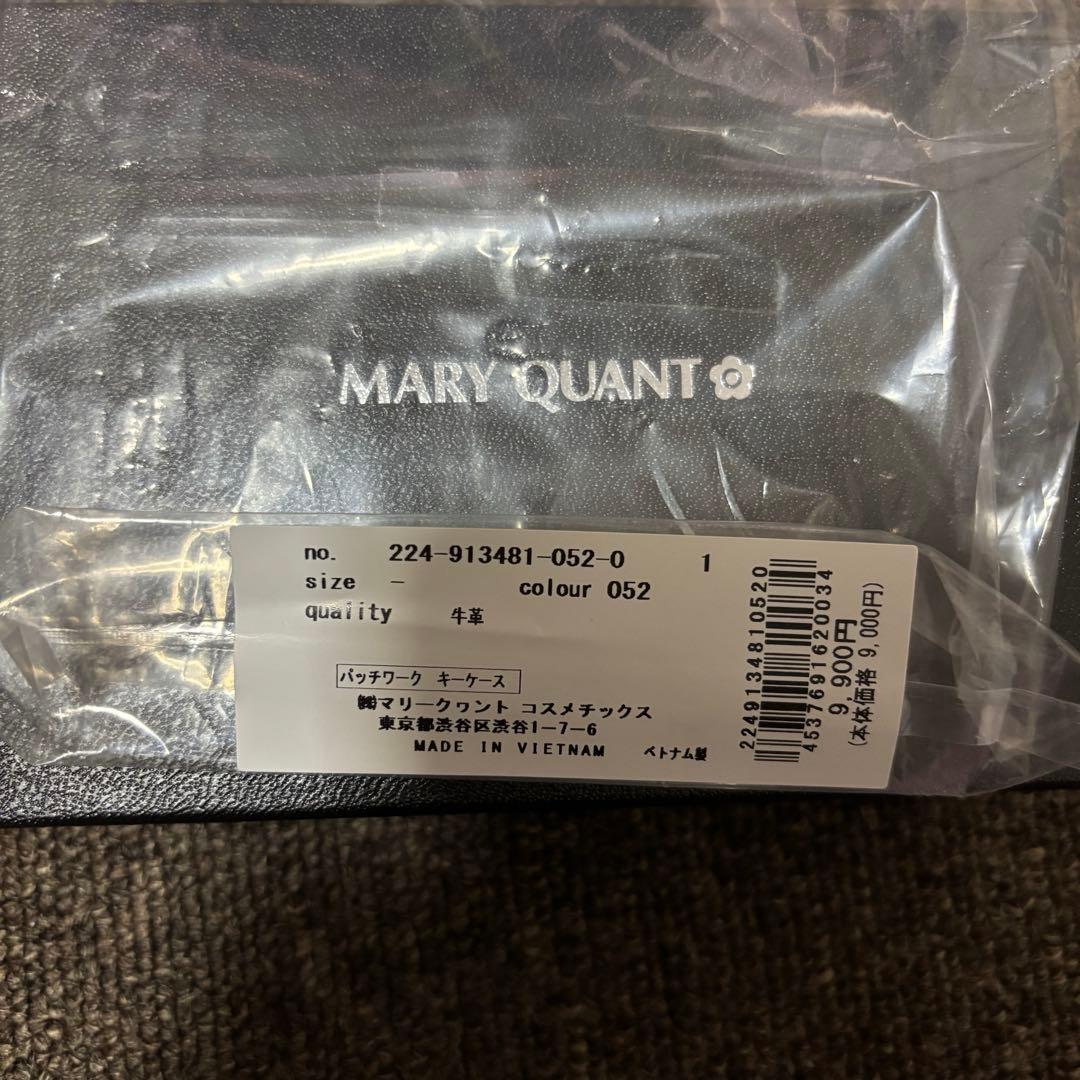 MARY QUANT
no. 224-913481-052-0 1
size - colour 052
quality 牛革
パッチワーク キーケース
㈱マリークヮント コスメチックス
東京都渋谷区渋谷1-7-6
MADE IN VIETNAM ベトナム製
2249134810520
4537691620034
9,900円
(本体価格 9,000円)